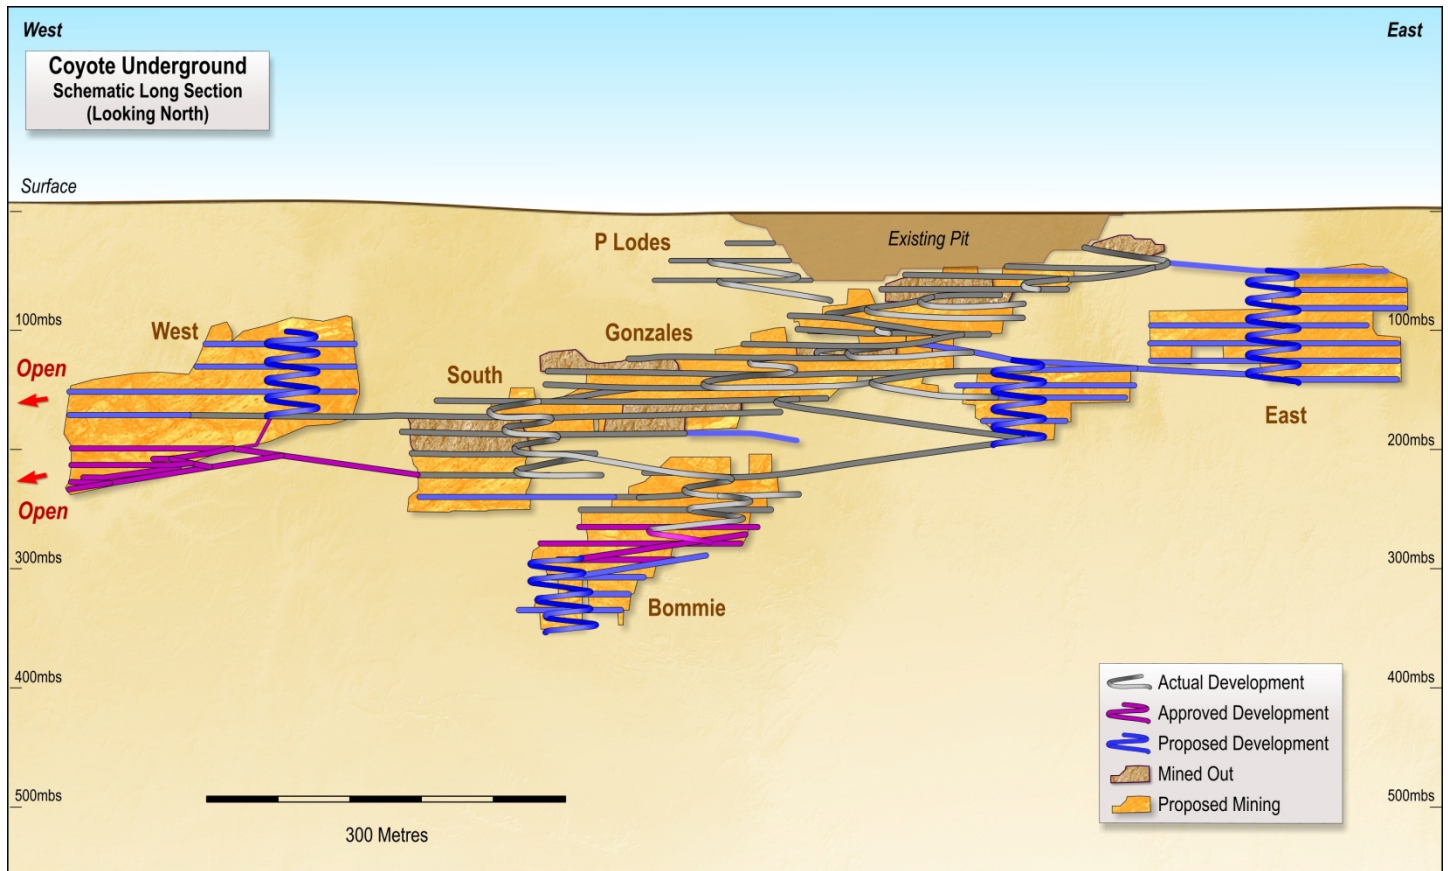 West
East
Coyote Underground
Schematic Long Section
(Looking North)
Surface
P Lodes
Existing Pit
100mbs
100mbs
West
Gonzales
Open
South
East
200mbs
Open
300mbs
300mbs
Bommie
400mbs
400mbs
Actual Development
Approved Development
Proposed Development
Mined Out
Proposed Mining
500mbs
500mbs
300 Metres